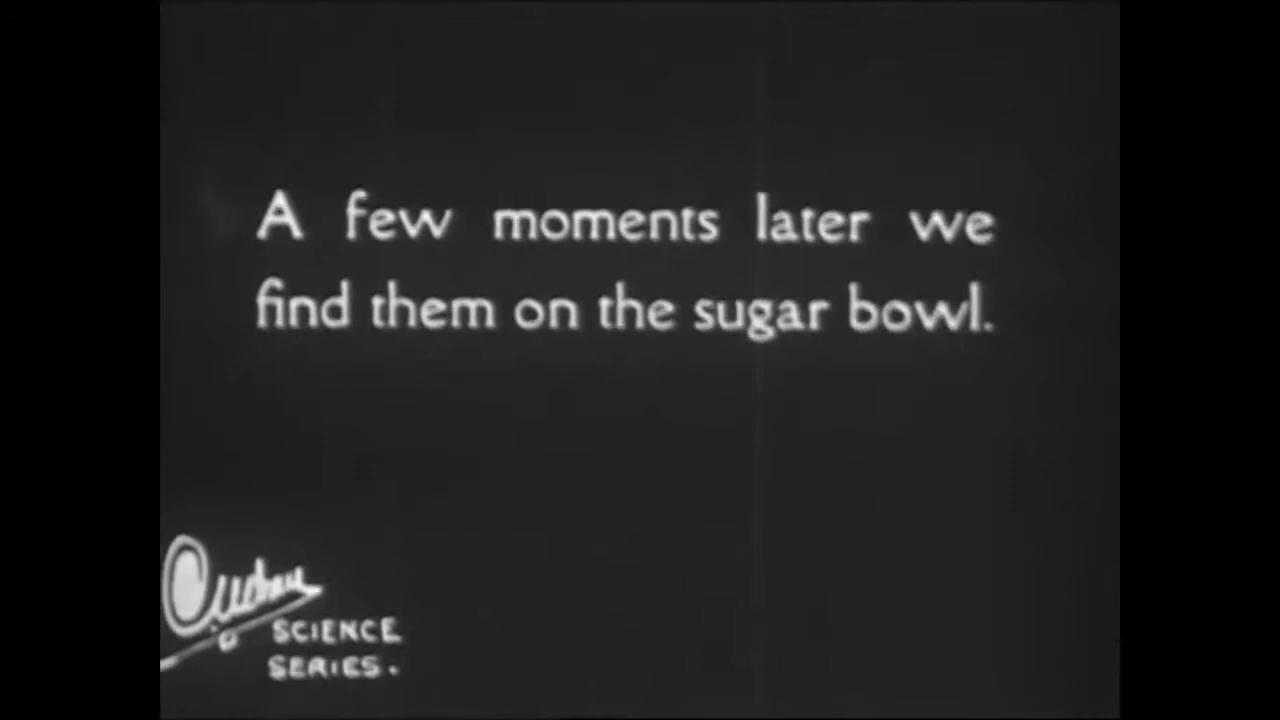 A few moments later we
find them on the sugar bowl.
SCIENCE
SERIES.